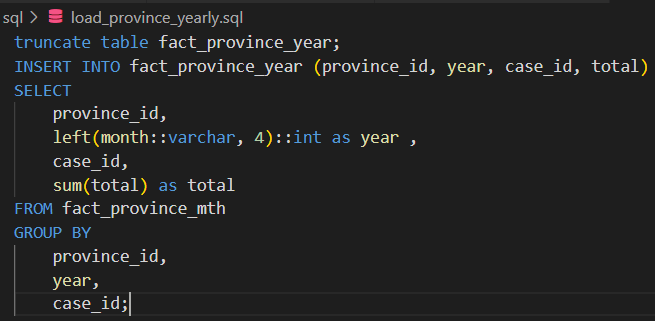 sql > load_province_yearly.sql
truncate table fact_province_year;
INSERT INTO fact_province_year (province_id, year, case_id, total)
SELECT
    province_id,
    left(month::varchar, 4)::int as year ,
    case_id,
    sum(total) as total
FROM fact_province_mth
GROUP BY
    province_id,
    year,
    case_id;